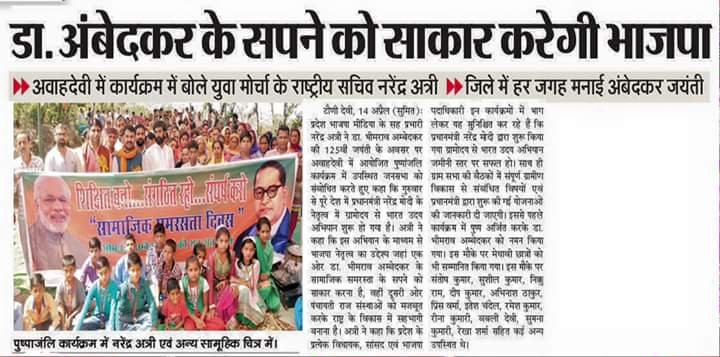 डा. अंबेदकर के सपने को साकार करेगी भाजपा
अवाहदेवी में कार्यक्रम में बोले युवा मोर्चा के राष्ट्रीय सचिव नरेंद्र अत्री जिले में हर जगह मनाई अंबेदकर जयंती
शिक्षित बनो...संगठित रहो...संघर्ष करो
"सामाजिक समरसता दिवस"
पुष्पाजंलि कार्यक्रम में नरेंद्र अत्री एवं अन्य सामूहिक चित्र में।
टौणी देवी, 14 अप्रैल (सुमित):
प्रदेश भाजपा मीडिया के सह प्रभारी
नरेंद्र अत्री ने डा. भीमराव अम्बेदकर
की 125वीं जयंती के अवसर पर
अवाहदेवी में आयोजित पुष्पांजलि
कार्यक्रम में उपस्थित जनसभा को
संबोधित करते हुए कहा कि गुरुवार
से पूरे देश में प्रधानमंत्री नरेंद्र मोदी के
नेतृत्व में ग्रामोदय से भारत उदय
अभियान शुरू हो गया है। अत्री ने
कहा कि इस अभियान के माध्यम से
भाजपा नेतृत्व का उद्देश्य जहां एक
ओर डा. भीमराव अम्बेदकर के
सामाजिक समरसता के सपने को
साकार करना है, वहीं दूसरी ओर
पंचायती राज संस्थाओं को मजबूत
करके राष्ट्र के विकास में सहभागी
बनाना है। अत्री ने कहा कि प्रदेश के
प्रत्येक विधायक, सांसद एवं भाजपा
पदाधिकारी इन कार्यक्रमों में भाग
लेकर यह सुनिश्चित कर रहे हैं कि
प्रधानमंत्री नरेंद्र मोदी द्वारा शुरू किया
गया ग्रामोदय से भारत उदय अभियान
जमीनी स्तर पर सफल हो। साथ ही
ग्राम सभा की बैठकों में संपूर्ण ग्रामीण
विकास से संबंधित विषयों एवं
प्रधानमंत्री द्वारा शुरू की गई योजनाओं
की जानकारी दी जाएगी। इससे पहले
कार्यक्रम में पुष्प अर्जित करके डा.
भीमराव अम्बेदकर को नमन किया
गया। इस मौके पर मेधावी छात्रों को
भी सम्मानित किया गया। इस मौके पर
संतोष कुमार, सुशील कुमार, निक्कु
राम, दीप कुमार, अभिनाश ठाकुर,
प्रिंस वर्मा, इतेश चंदेल, रमेश कुमार,
रीना कुमारी, बबली देवी, सुमना
कुमारी, रेखा शर्मा सहित कई अन्य
उपस्थित थे।